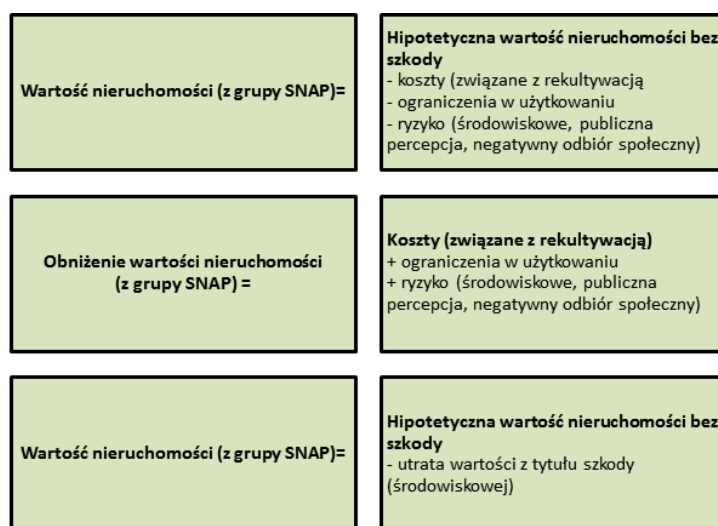 Wartość nieruchomości (z grupy SNAP)=
Hipotetyczna wartość nieruchomości bez
szkody
- koszty (związane z rekultywacją
- ograniczenia w użytkowaniu
- ryzyko (środowiskowe, publiczna
percepcja, negatywny odbiór społeczny)
Obniżenie wartości nieruchomości
(z grupy SNAP) =
Koszty (związane z rekultywacją)
+ ograniczenia w użytkowaniu
+ ryzyko (środowiskowe, publiczna
percepcja, negatywny odbiór społeczny)
Wartość nieruchomości (z grupy SNAP)=
Hipotetyczna wartość nieruchomości bez
szkody
- utrata wartości z tytułu szkody
(środowiskowej)